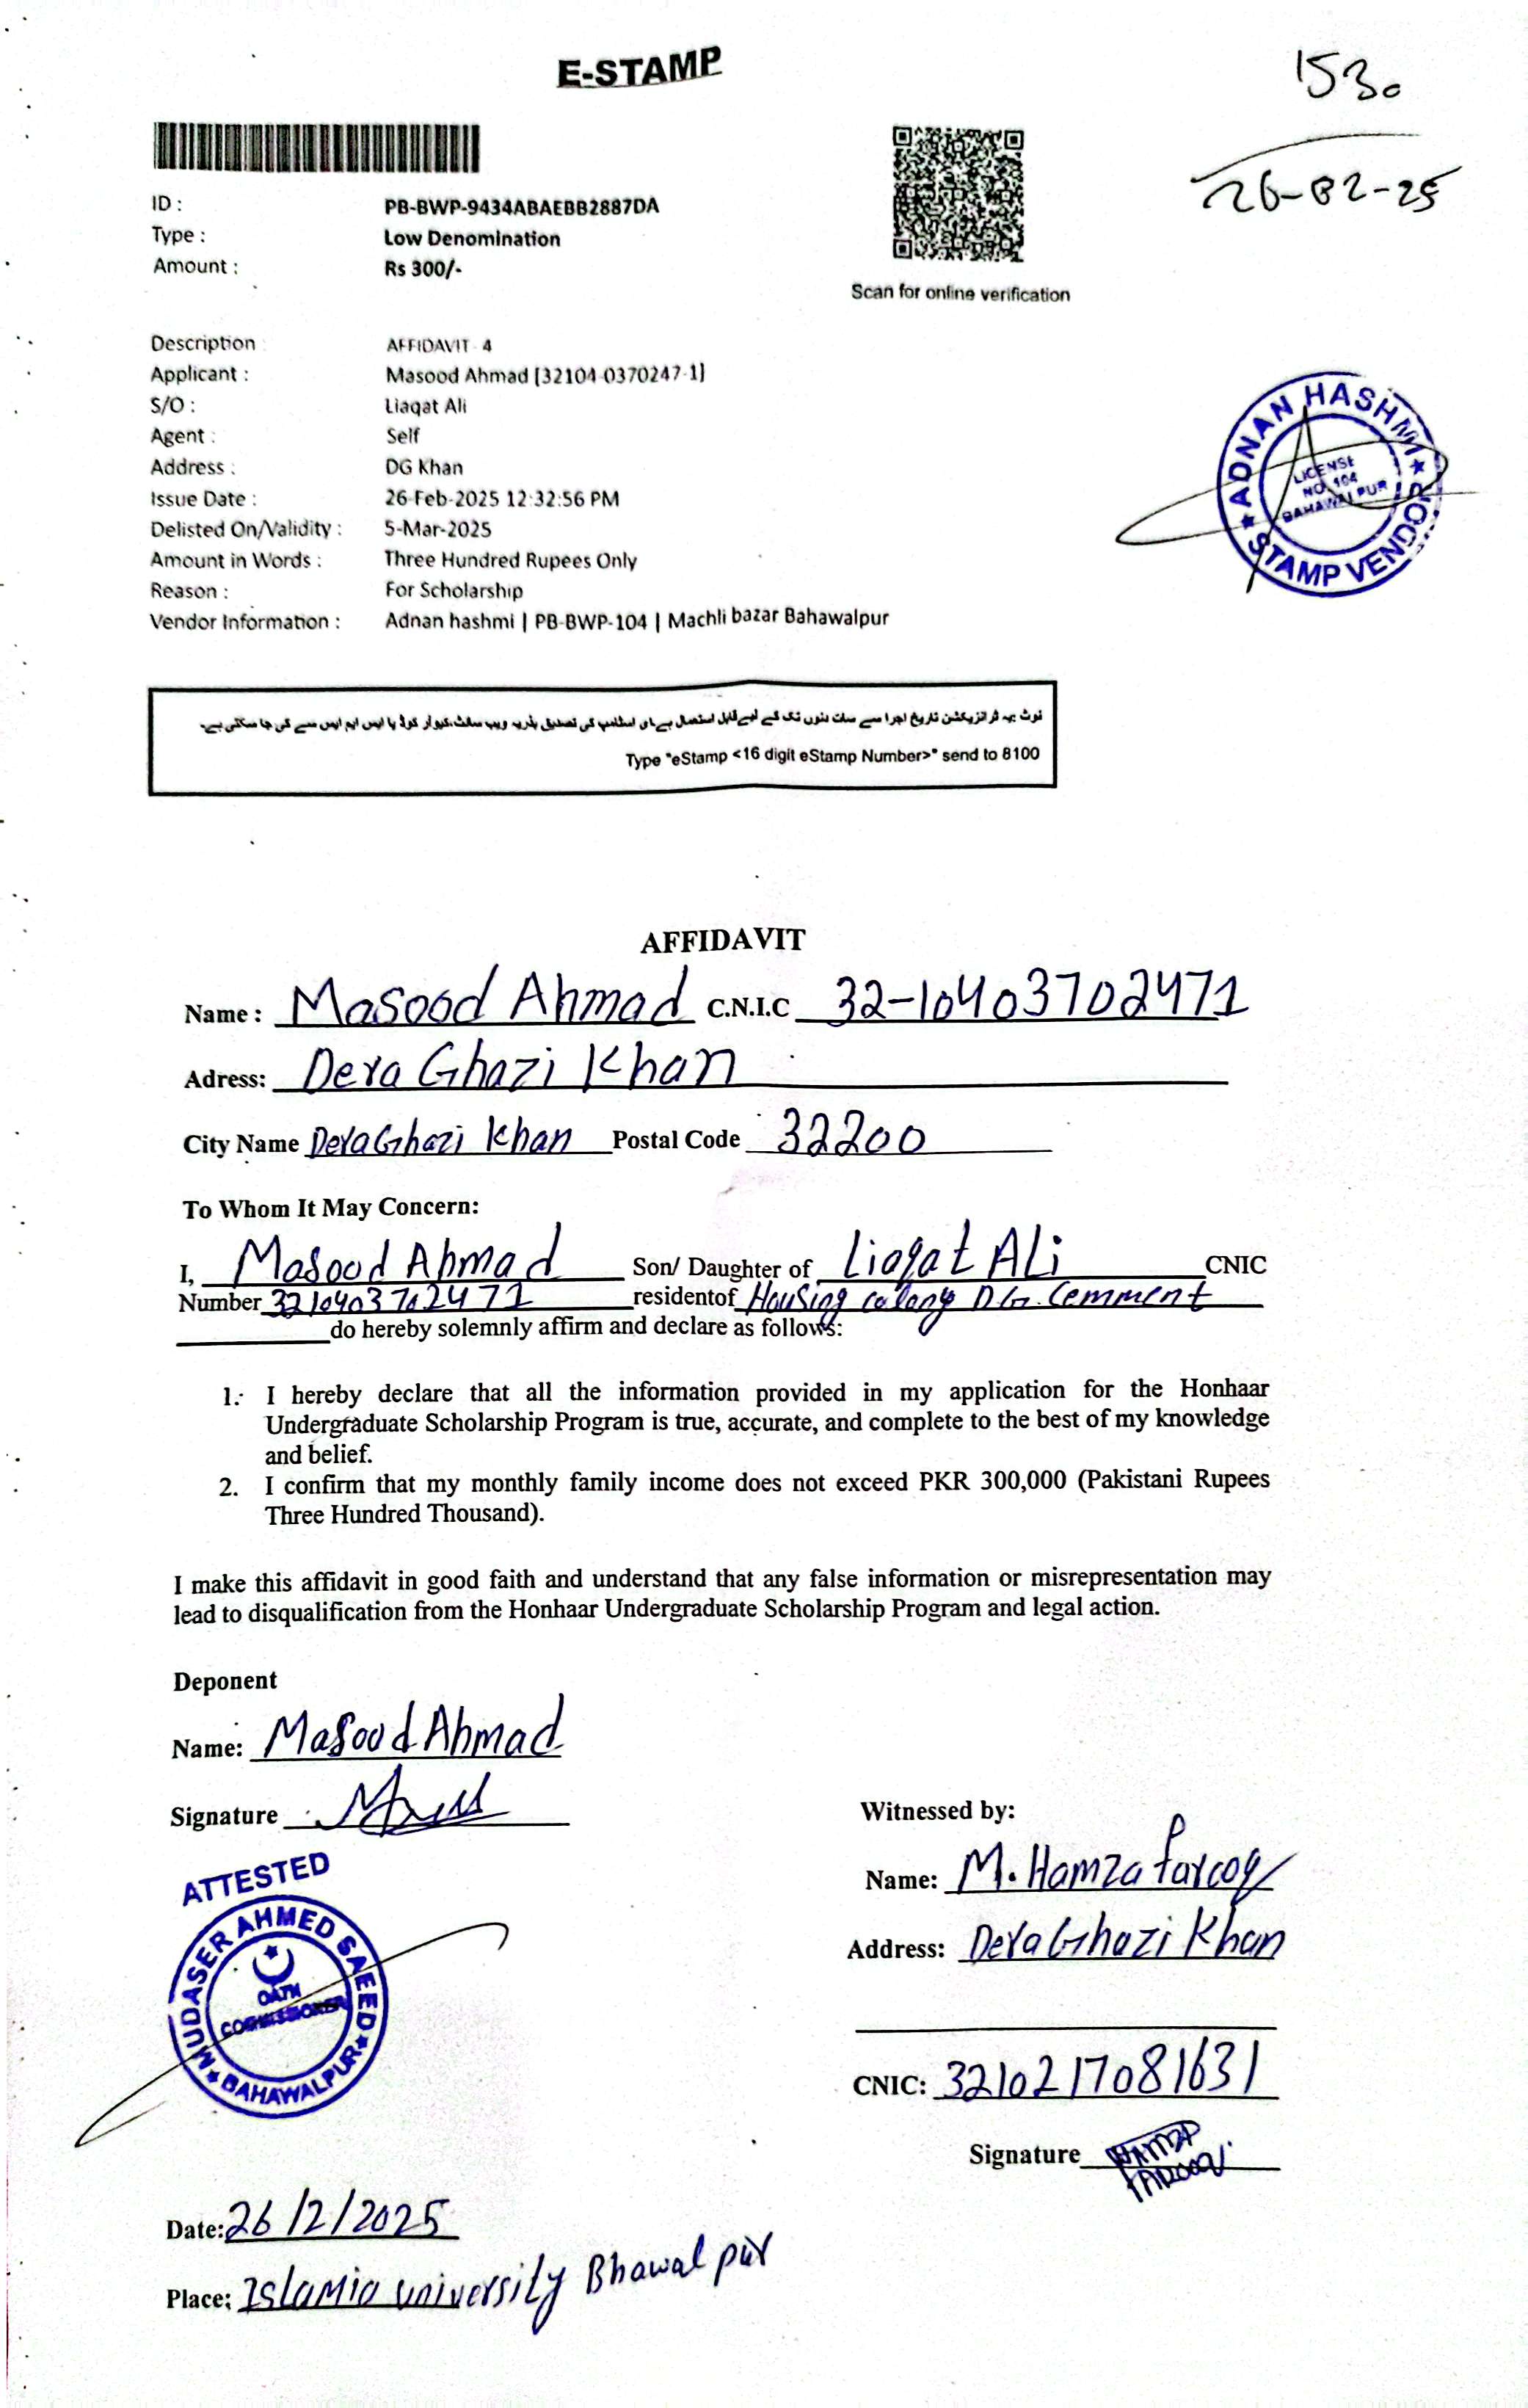 E-STAMP
1530
26-02-25
ID : PB-BWP-9434ABAEBB2887DA
Type : Low Denomination
Amount : Rs 300/-
Scan for online verification
Description AFFIDAVIT - 4
Applicant : Masood Ahmad [32104-0370247-1]
S/O : Liaqat Ali
Agent : Self
Address : DG Khan
Issue Date : 26-Feb-2025 12:32:56 PM
Delisted On/Validity : 5-Mar-2025
Amount in Words : Three Hundred Rupees Only
Reason : For Scholarship
Vendor Information : Adnan hashmi | PB-BWP-104 | Machli bazar Bahawalpur
ADNAN HASHMI
LICENSE
NO. 104
BAHAWALPUR
STAMP VENDOR
نوٹ: یہ ٹرانزیکشن تاریخ اجرا سے سات دنوں تک کے لیے قابل استعمال ہے۔ ای اسٹامپ کی تصدیق بذریعہ ویب سائٹ، کیو آر کوڈ یا ایس ایم ایس سے کی جا سکتی ہے۔
Type "eStamp <16 digit eStamp Number>" send to 8100
AFFIDAVIT
Name : Masood Ahmad C.N.I.C 32-10403702471
Adress: Dera Ghazi Khan
City Name Dera Ghazi Khan Postal Code 32200
To Whom It May Concern:
I, Masood Ahmad Son/ Daughter of Liaqat Ali CNIC
Number 3210403702471 residentof Housing colony D.G. Cemment
do hereby solemnly affirm and declare as follows:
1. I hereby declare that all the information provided in my application for the Honhaar
Undergraduate Scholarship Program is true, accurate, and complete to the best of my knowledge
and belief.
2. I confirm that my monthly family income does not exceed PKR 300,000 (Pakistani Rupees
Three Hundred Thousand).
I make this affidavit in good faith and understand that any false information or misrepresentation may
lead to disqualification from the Honhaar Undergraduate Scholarship Program and legal action.
Deponent
Name: Masood Ahmad
Signature
Witnessed by:
Name: M. Hamza Farooq
Address: Dera Ghazi Khan
CNIC: 3210217081631
Signature HAMZA
FAROOQ
ATTESTED
MUDASER AHMED SAEED
OATH
COMMISSIONER
BAHAWALPUR
Date: 26/2/2025
Place; Islamia university Bhawal pur